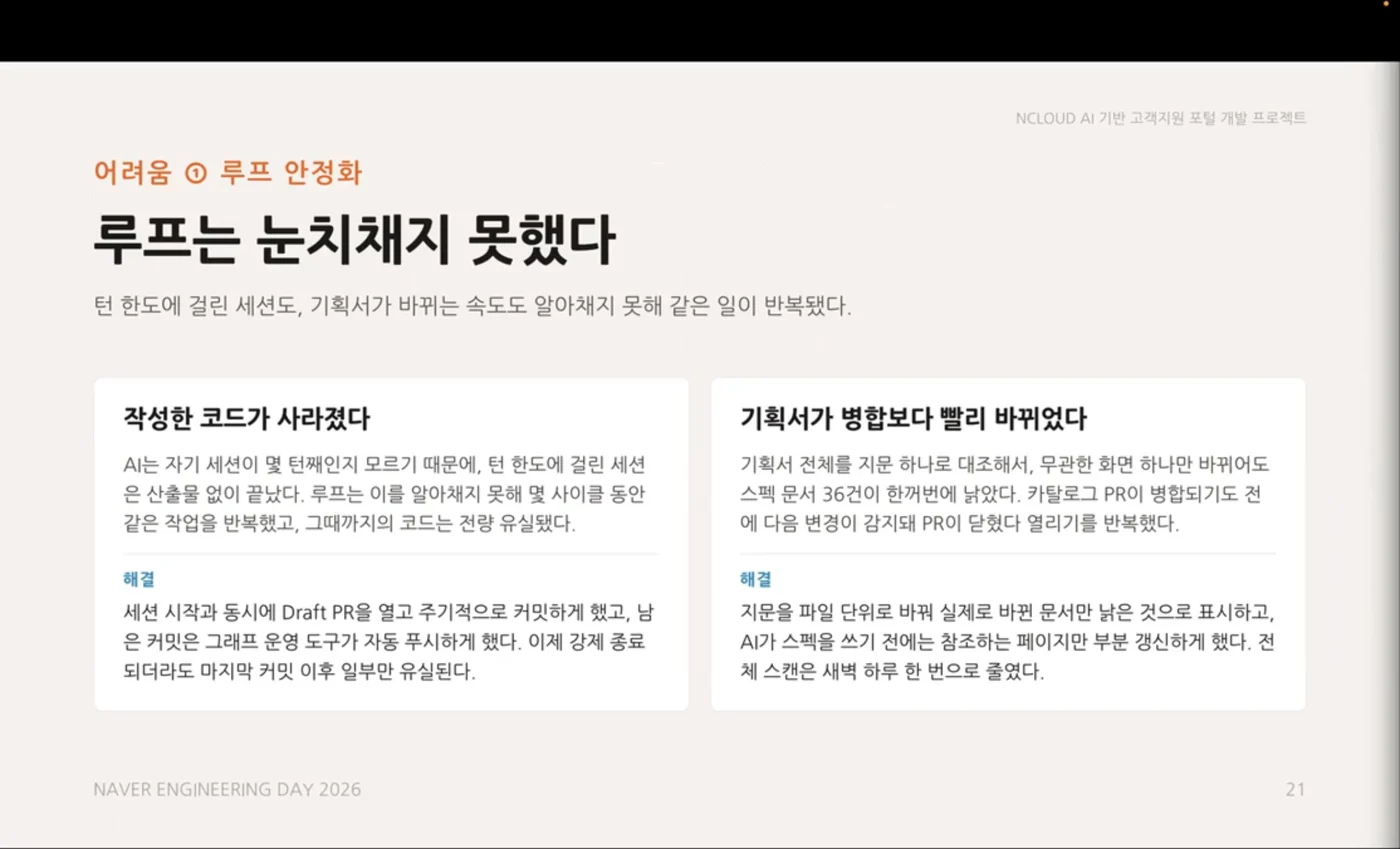 NCLOUD AI 기반 고객지원 포털 개발 프로젝트
어려움 ① 루프 안정화
루프는 눈치채지 못했다
턴 한도에 걸린 세션도, 기획서가 바뀌는 속도도 알아채지 못해 같은 일이 반복됐다.
작성한 코드가 사라졌다
AI는 자기 세션이 몇 턴째인지 모르기 때문에, 턴 한도에 걸린 세션
은 산출물 없이 끝났다. 루프는 이를 알아채지 못해 몇 사이클 동안
같은 작업을 반복했고, 그때까지의 코드는 전량 유실됐다.
해결
세션 시작과 동시에 Draft PR을 열고 주기적으로 커밋하게 했고, 남
은 커밋은 그래프 운영 도구가 자동 푸시하게 했다. 이제 강제 종료
되더라도 마지막 커밋 이후 일부만 유실된다.
기획서가 병합보다 빨리 바뀌었다
기획서 전체를 지문 하나로 대조해서, 무관한 화면 하나만 바뀌어도
스펙 문서 36건이 한꺼번에 낡았다. 카탈로그 PR이 병합되기도 전
에 다음 변경이 감지돼 PR이 닫혔다 열리기를 반복했다.
해결
지문을 파일 단위로 바꿔 실제로 바뀐 문서만 낡은 것으로 표시하고,
AI가 스펙을 쓰기 전에는 참조하는 페이지만 부분 갱신하게 했다. 전
체 스캔은 새벽 하루 한 번으로 줄였다.
NAVER ENGINEERING DAY 2026
21